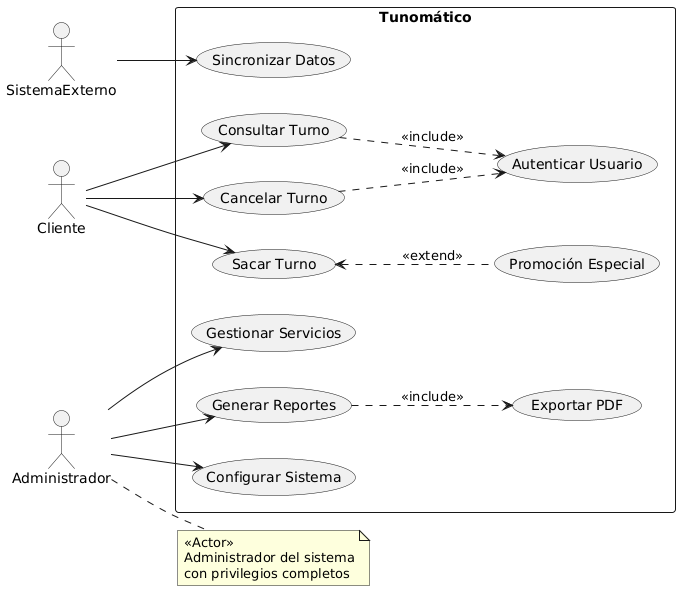 Tunomático
SistemaExterno
Sincronizar Datos
Consultar Turno
«include»
Autenticar Usuario
«include»
Cliente
Cancelar Turno
Sacar Turno
«extend»
Promoción Especial
Gestionar Servicios
Generar Reportes
«include»
Exportar PDF
Administrador
Configurar Sistema
«Actor»
Administrador del sistema
con privilegios completos